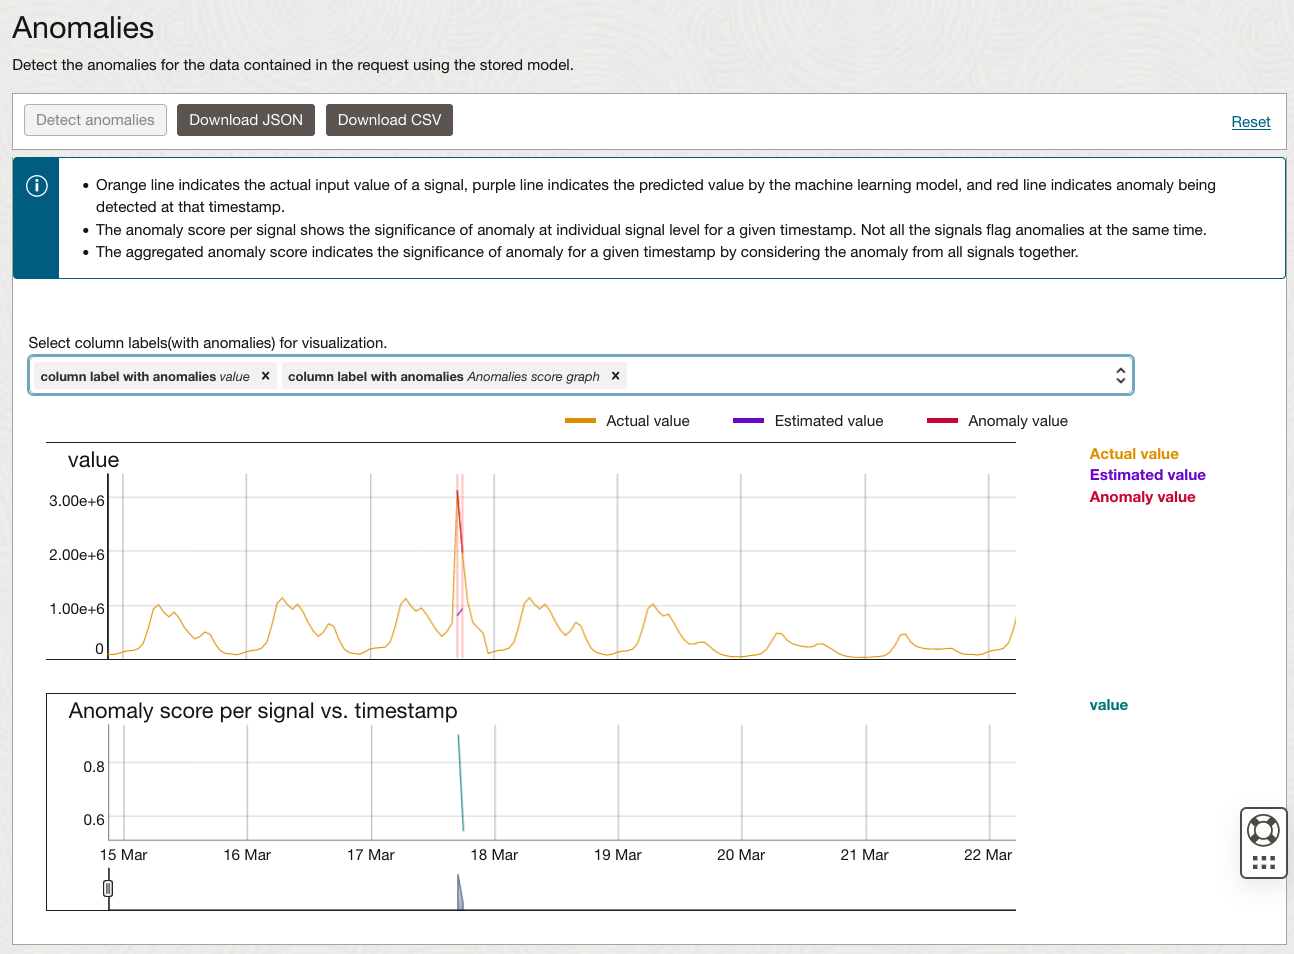 Anomalies
Detect the anomalies for the data contained in the request using the stored model.
Detect anomalies
Download JSON
Download CSV
Reset
• Orange line indicates the actual input value of a signal, purple line indicates the predicted value by the machine learning model, and red line indicates anomaly being
detected at that timestamp.
• The anomaly score per signal shows the significance of anomaly at individual signal level for a given timestamp. Not all the signals flag anomalies at the same time.
• The aggregated anomaly score indicates the significance of anomaly for a given timestamp by considering the anomaly from all signals together.
Select column labels(with anomalies) for visualization.
column label with anomalies value ×
column label with anomalies Anomalies score graph ×
Actual value
Estimated value
Anomaly value
value
Actual value
Estimated value
Anomaly value
3.00e+6
2.00e+6
1.00e+6
0
Anomaly score per signal vs. timestamp
value
0.8
0.6
15 Mar
16 Mar
17 Mar
18 Mar
19 Mar
20 Mar
21 Mar
22 Mar